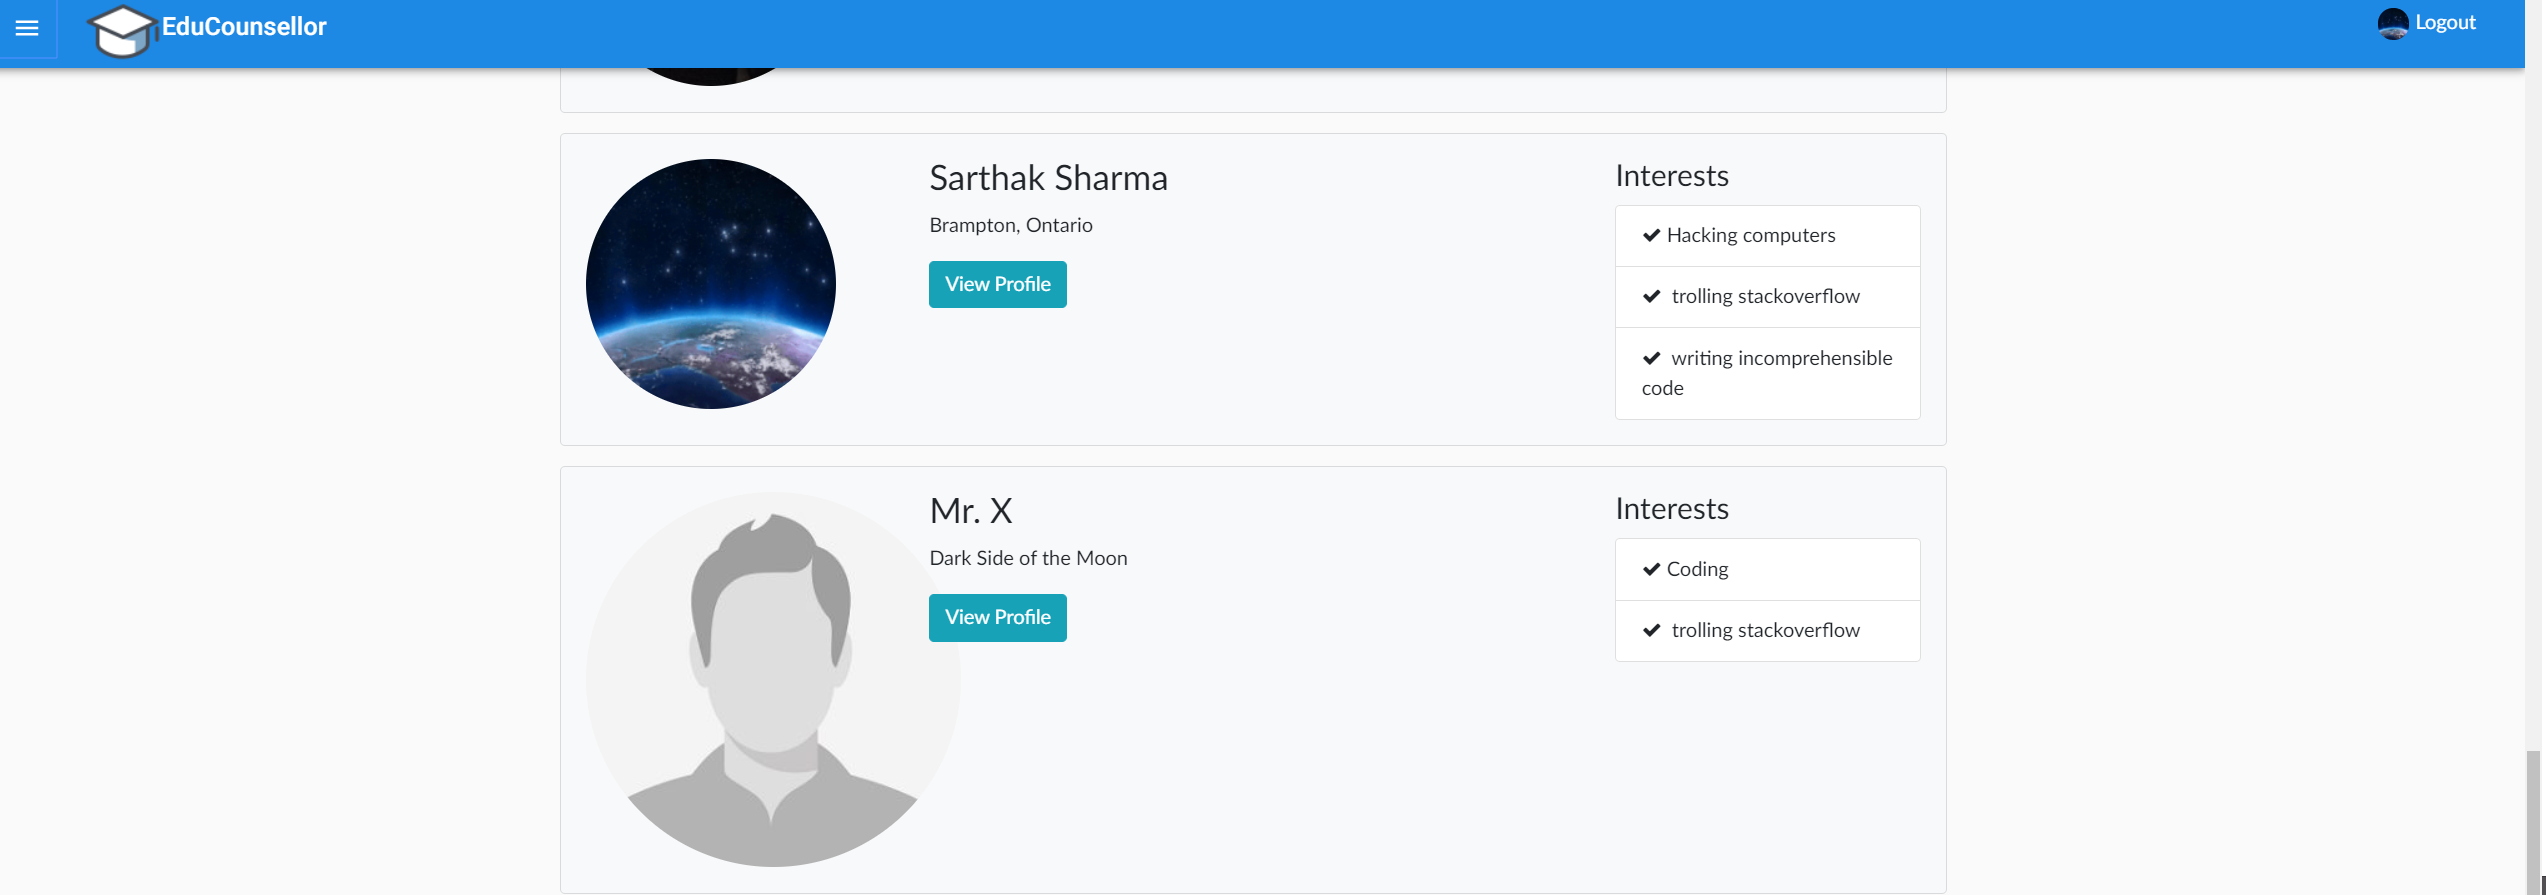 EduCounsellor
Logout
Sarthak Sharma
Brampton, Ontario
View Profile
Interests
Hacking computers
trolling stackoverflow
writing incomprehensible
code
Mr. X
Dark Side of the Moon
View Profile
Interests
Coding
trolling stackoverflow